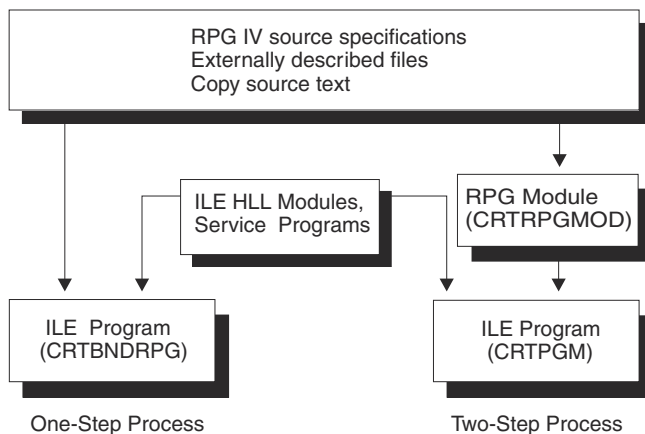 RPG IV source specifications
Externally described files
Copy source text
ILE HLL Modules,
Service Programs
RPG Module
(CRTRPGMOD)
ILE Program
(CRTBNDRPG)
ILE Program
(CRTPGM)
One-Step Process
Two-Step Process